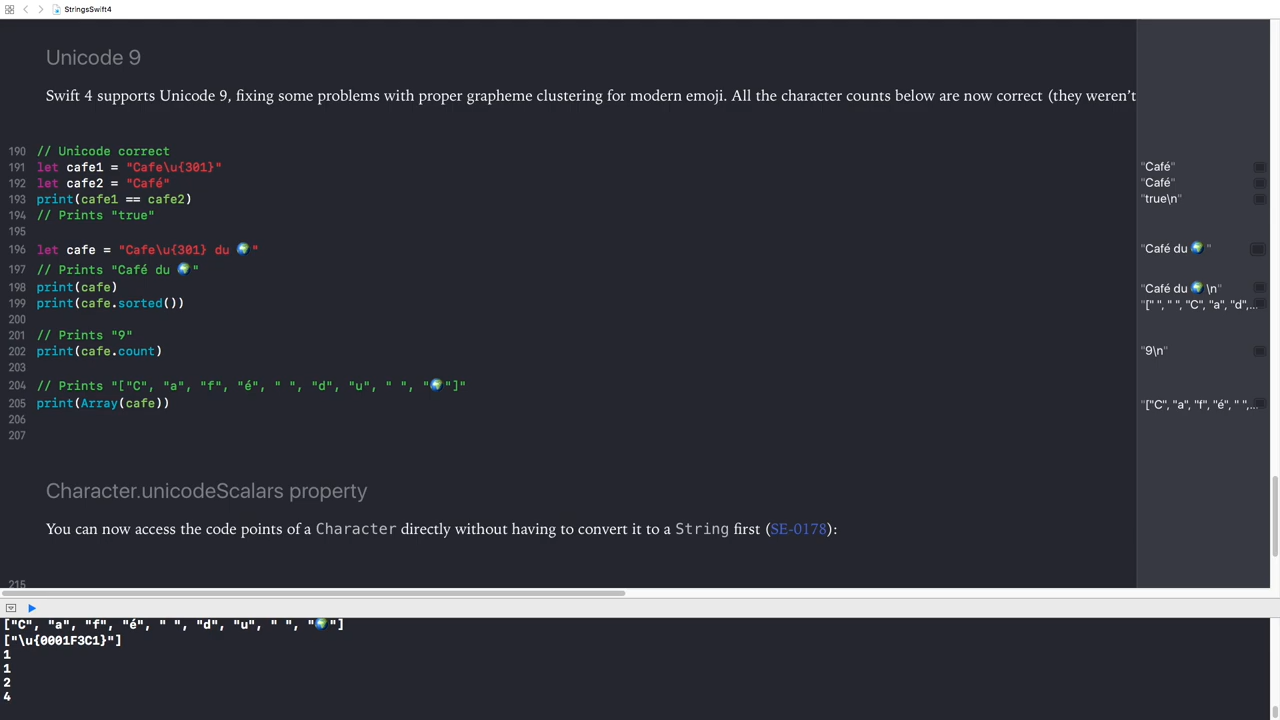 StringsSwift4
Unicode 9
Swift 4 supports Unicode 9, fixing some problems with proper grapheme clustering for modern emoji. All the character counts below are now correct (they weren't
190 // Unicode correct
191 let cafe1 = "Cafe\u{301}" "Café"
192 let cafe2 = "Café" "Café"
193 print(cafe1 == cafe2) "true\n"
194 // Prints "true"
195
196 let cafe = "Cafe\u{301} du 🌍" "Café du 🌍"
197 // Prints "Café du 🌍"
198 print(cafe) "Café du 🌍\n"
199 print(cafe.sorted()) "[" ", " ", "C", "a", "d",...
200
201 // Prints "9"
202 print(cafe.count) "9\n"
203
204 // Prints "["C", "a", "f", "é", " ", "d", "u", " ", "🌍"]"
205 print(Array(cafe)) "["C", "a", "f", "é", " ",...
206
207
Character.unicodeScalars property
You can now access the code points of a Character directly without having to convert it to a String first (SE-0178):
215
["C", "a", "f", "é", " ", "d", "u", " ", "🌍"]
["\u{0001F3C1}"]
1
1
2
4